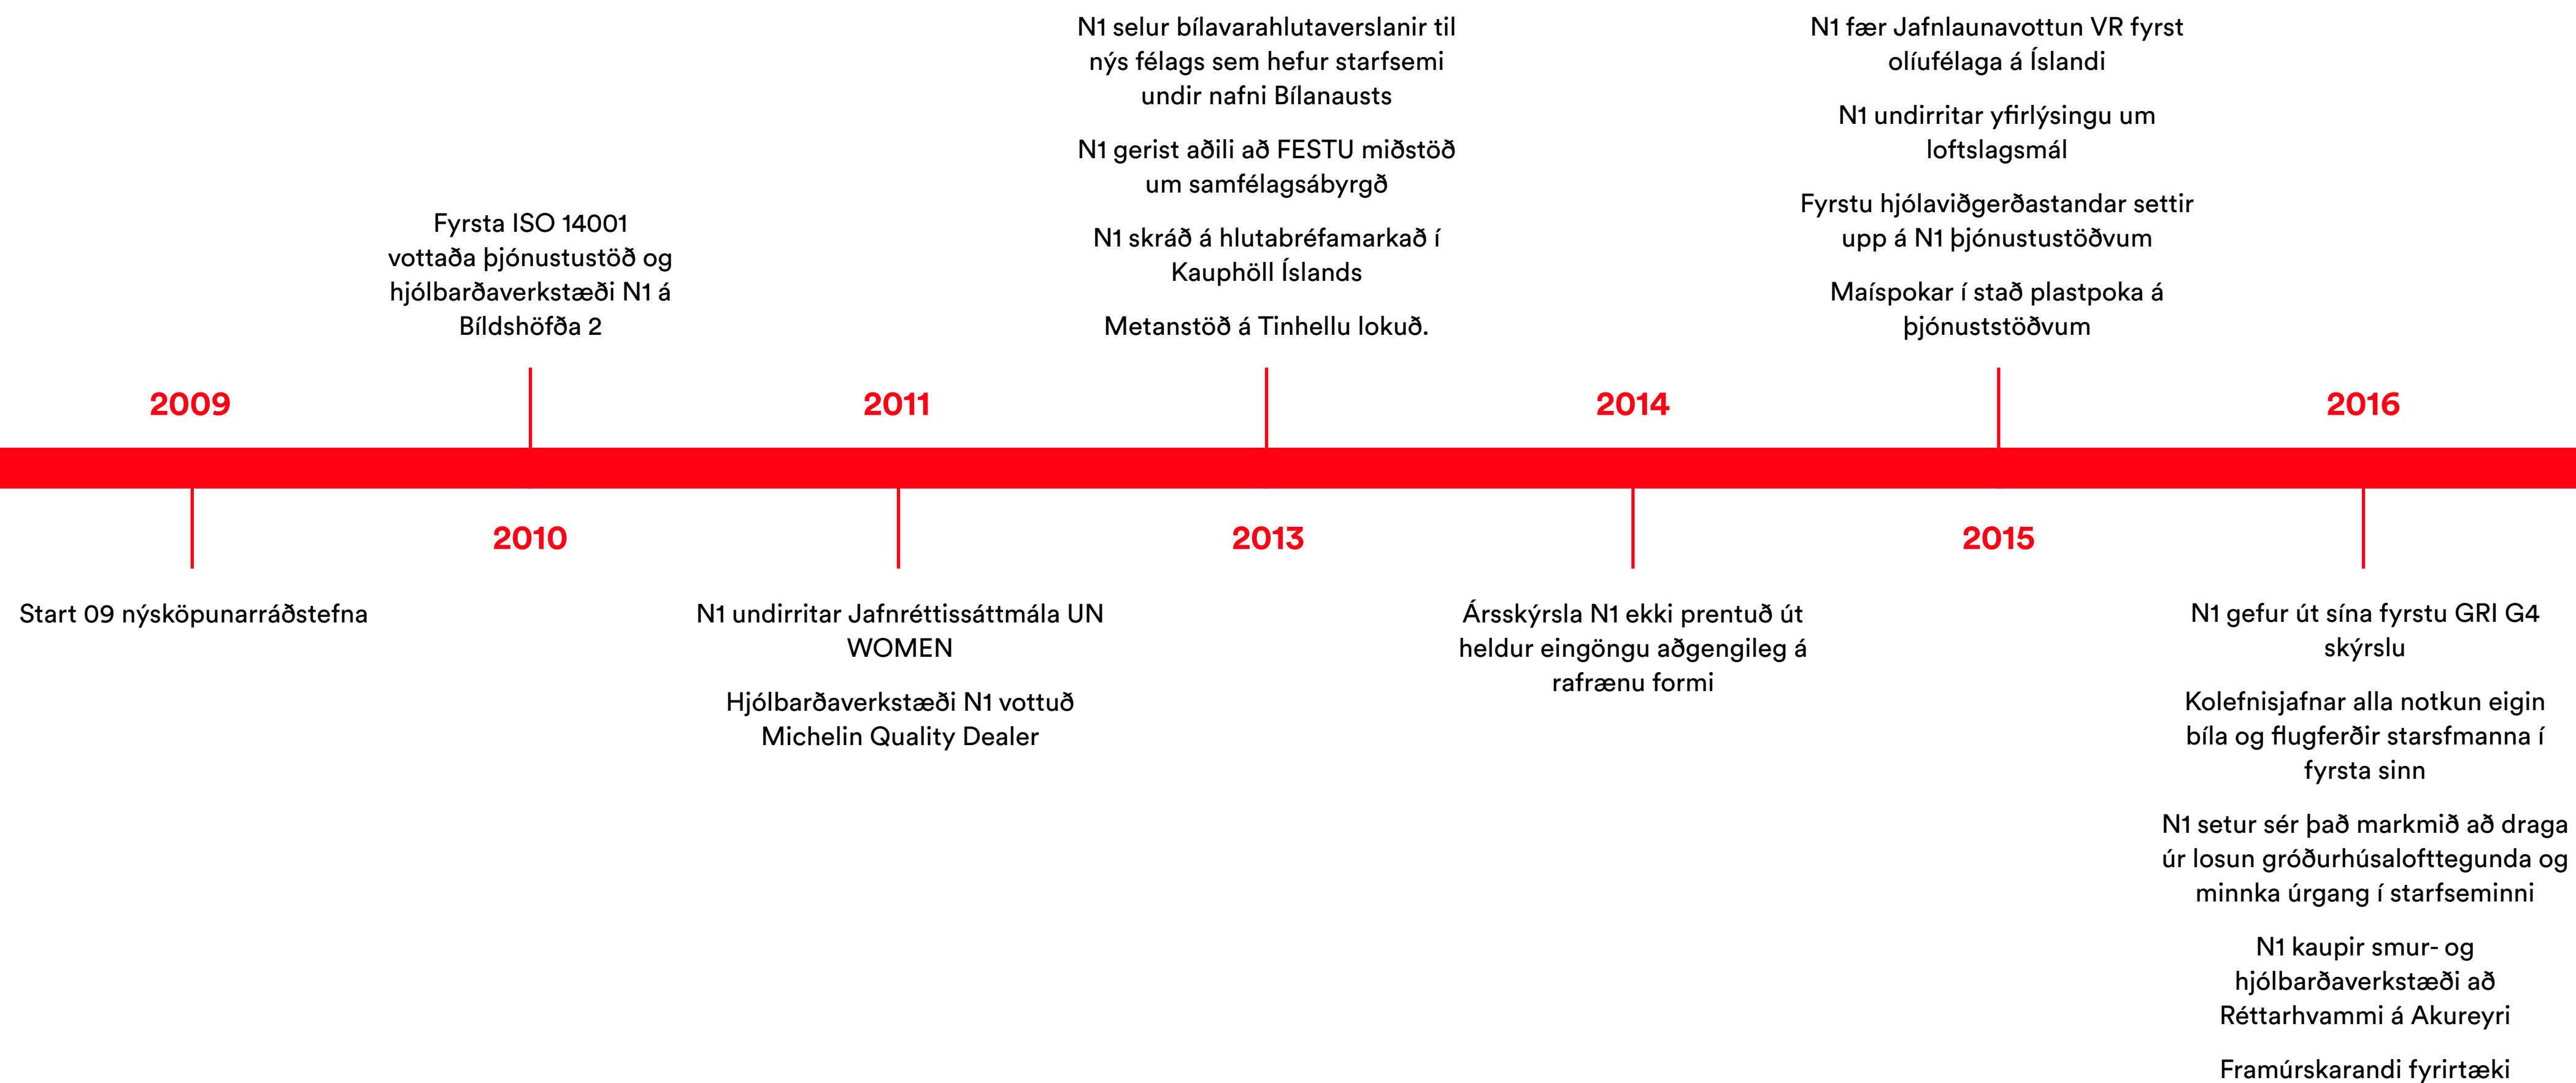 2009
Start 09 nýsköpunarráðstefna
Fyrsta ISO 14001
vottaða þjónustustöð og
hjólbarðaverkstæði N1 á
Bíldshöfða 2
2010
2011
N1 undirritar Jafnréttissáttmála UN
WOMEN
Hjólbarðaverkstæði N1 vottuð
Michelin Quality Dealer
N1 selur bílavarahlutaverslanir til
nýs félags sem hefur starfsemi
undir nafni Bílanausts
N1 gerist aðili að FESTU miðstöð
um samfélagsábyrgð
N1 skráð á hlutabréfamarkað í
Kauphöll Íslands
Metanstöð á Tinhellu lokuð.
2013
2014
Ársskýrsla N1 ekki prentuð út
heldur eingöngu aðgengileg á
rafrænu formi
N1 fær Jafnlaunavottun VR fyrst
olíufélaga á Íslandi
N1 undirritar yfirlýsingu um
loftslagsmál
Fyrstu hjólaviðgerðastandar settir
upp á N1 þjónustustöðvum
Maíspokar í stað plastpoka á
þjónuststöðvum
2015
2016
N1 gefur út sína fyrstu GRI G4
skýrslu
Kolefnisjafnar alla notkun eigin
bíla og flugferðir starsfmanna í
fyrsta sinn
N1 setur sér það markmið að draga
úr losun gróðurhúsalofttegunda og
minnka úrgang í starfseminni
N1 kaupir smur- og
hjólbarðaverkstæði að
Réttarhvammi á Akureyri
Framúrskarandi fyrirtæki